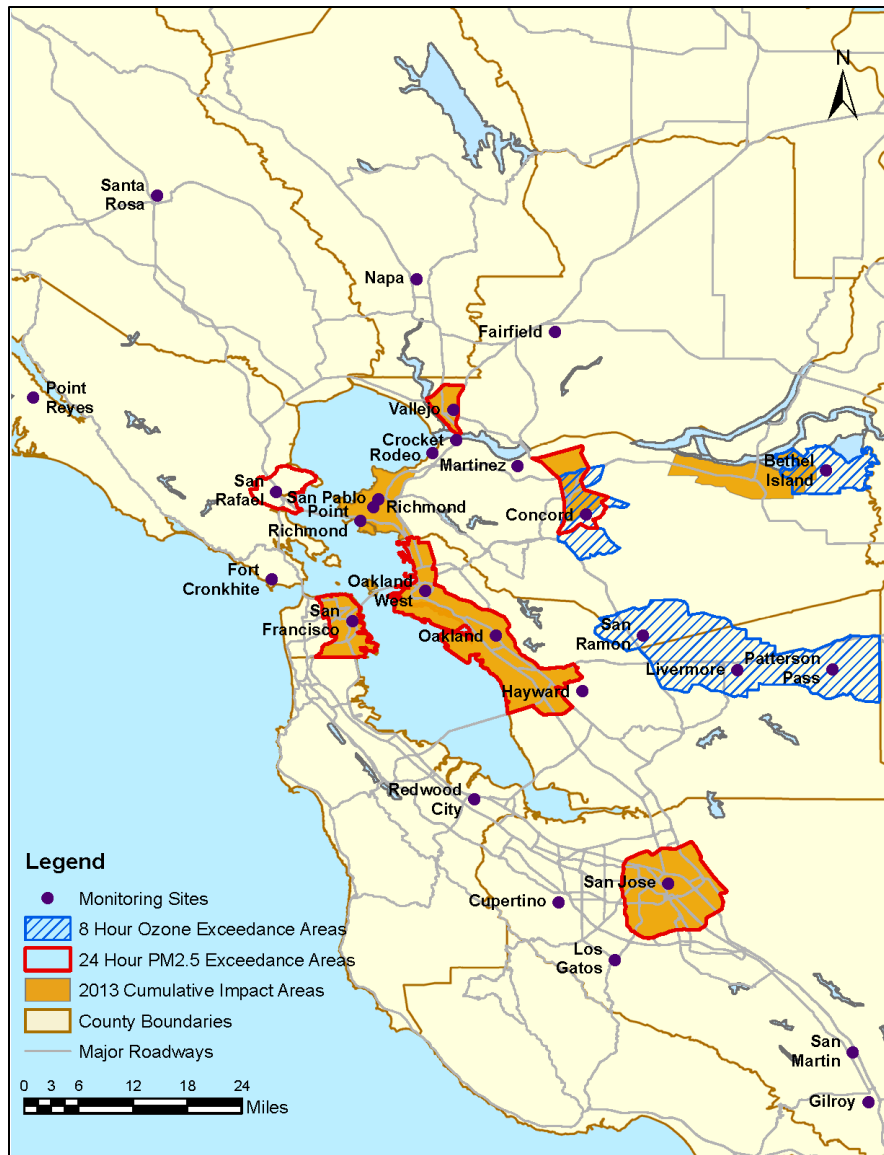 N
Santa
Rosa
Napa
Fairfield
Point
Reyes
Vallejo
Crocket
Rodeo
Martinez
Bethel
Island
San
Rafael
San Pablo
Point
Richmond
Richmond
Concord
Fort
Cronkhite
Oakland
West
San
Francisco
Oakland
San
Ramon
Livermore
Patterson
Pass
Hayward
Redwood
City
San Jose
Cupertino
Los
Gatos
San
Martin
Gilroy
Legend
Monitoring Sites
8 Hour Ozone Exceedance Areas
24 Hour PM2.5 Exceedance Areas
2013 Cumulative Impact Areas
County Boundaries
Major Roadways
0 3 6 12 18 24
Miles